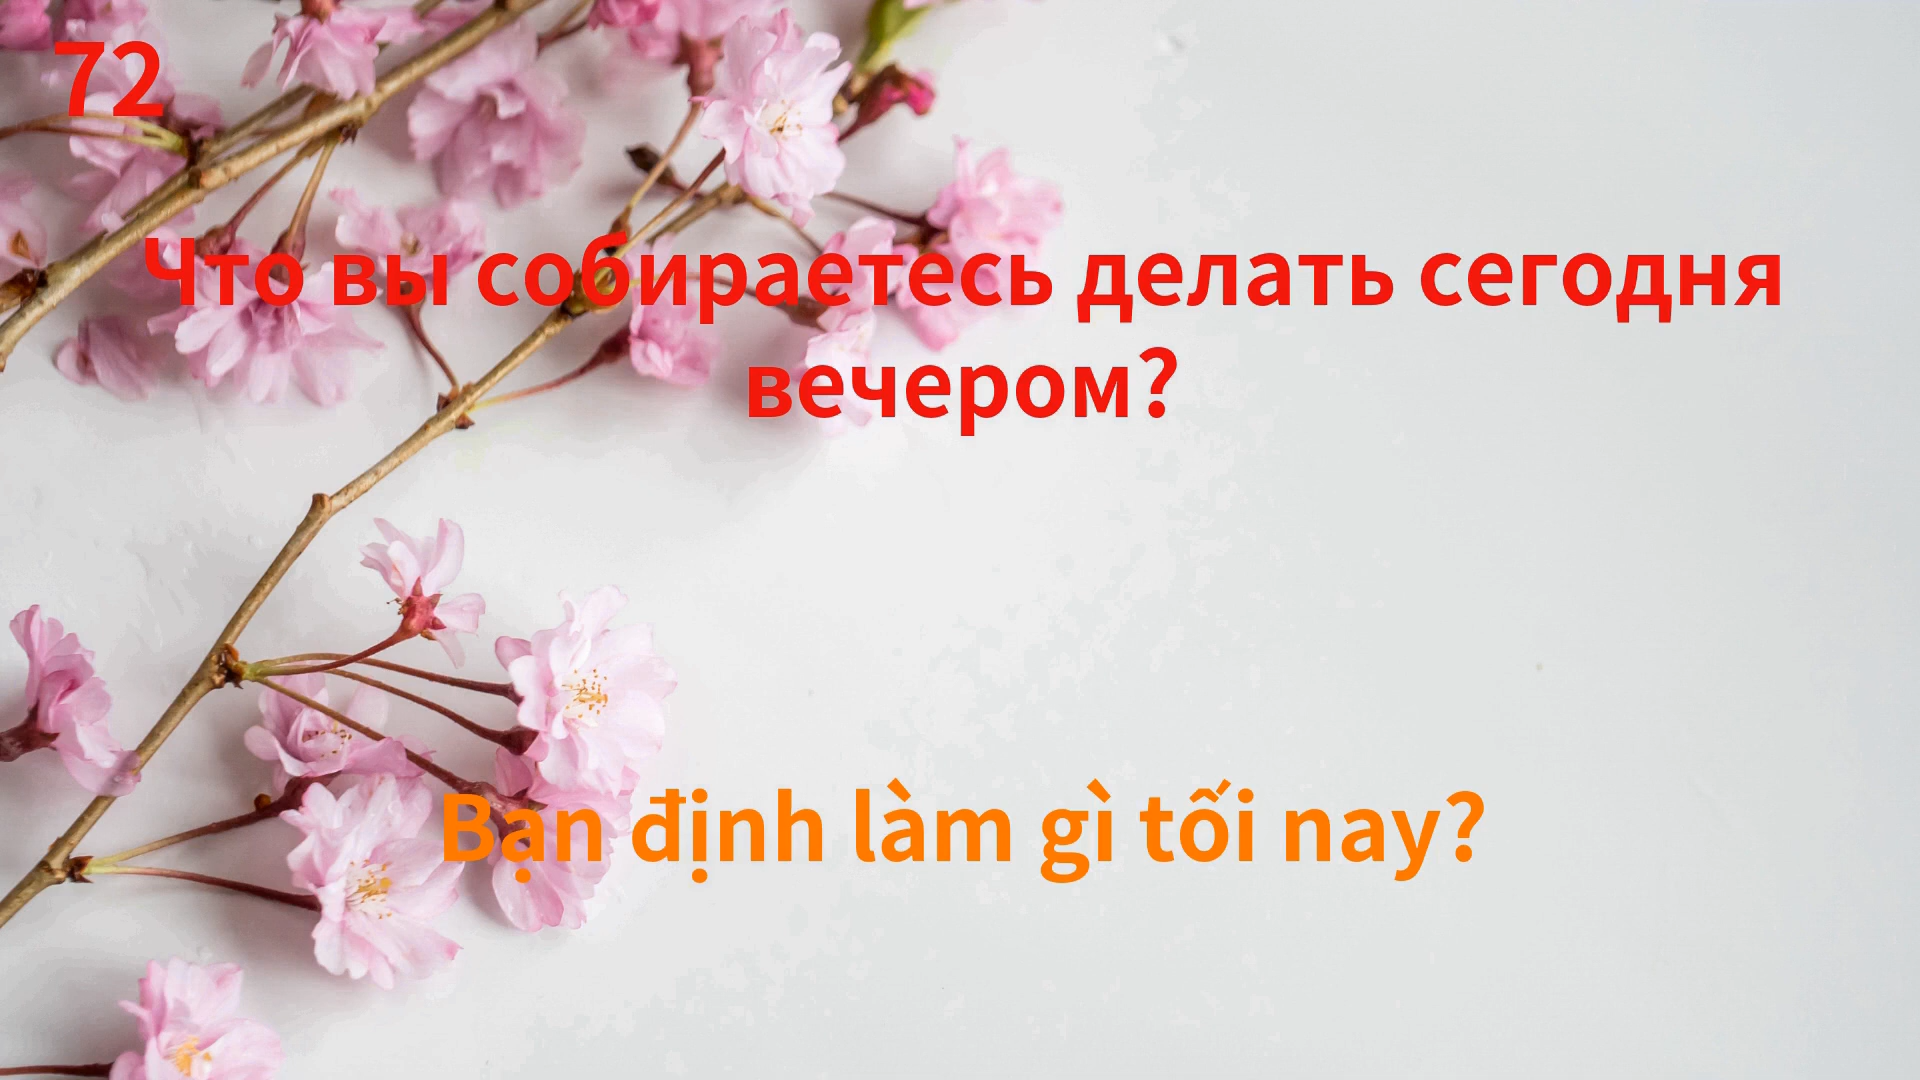 72
Что вы собираетесь делать сегодня
вечером?
Bạn định làm gì tối nay?